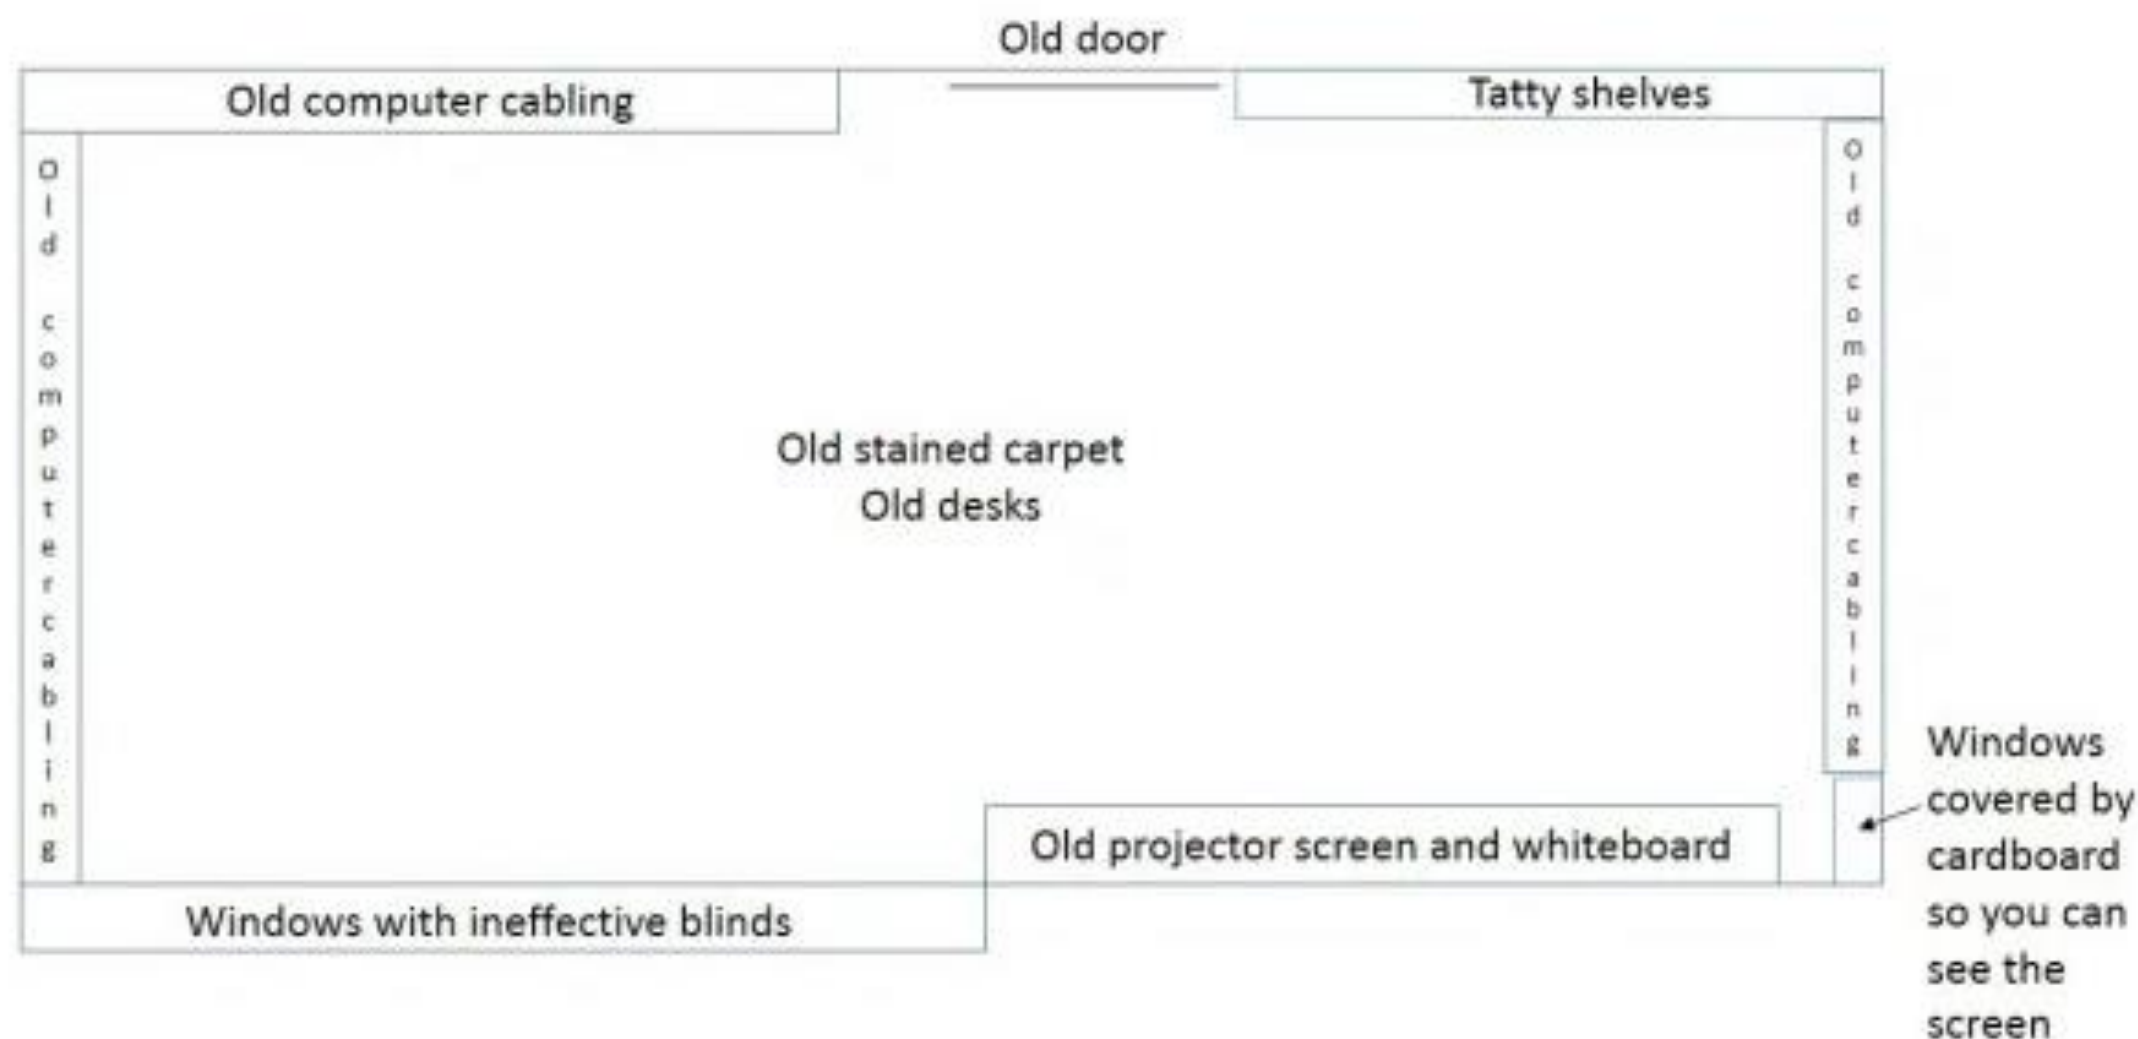 Old door
Old computer cabling
Tatty shelves
Old computer cabling
Old computer cabling
Old stained carpet
Old desks
Windows
covered by
cardboard
so you can
see the
screen
Old projector screen and whiteboard
Windows with ineffective blinds